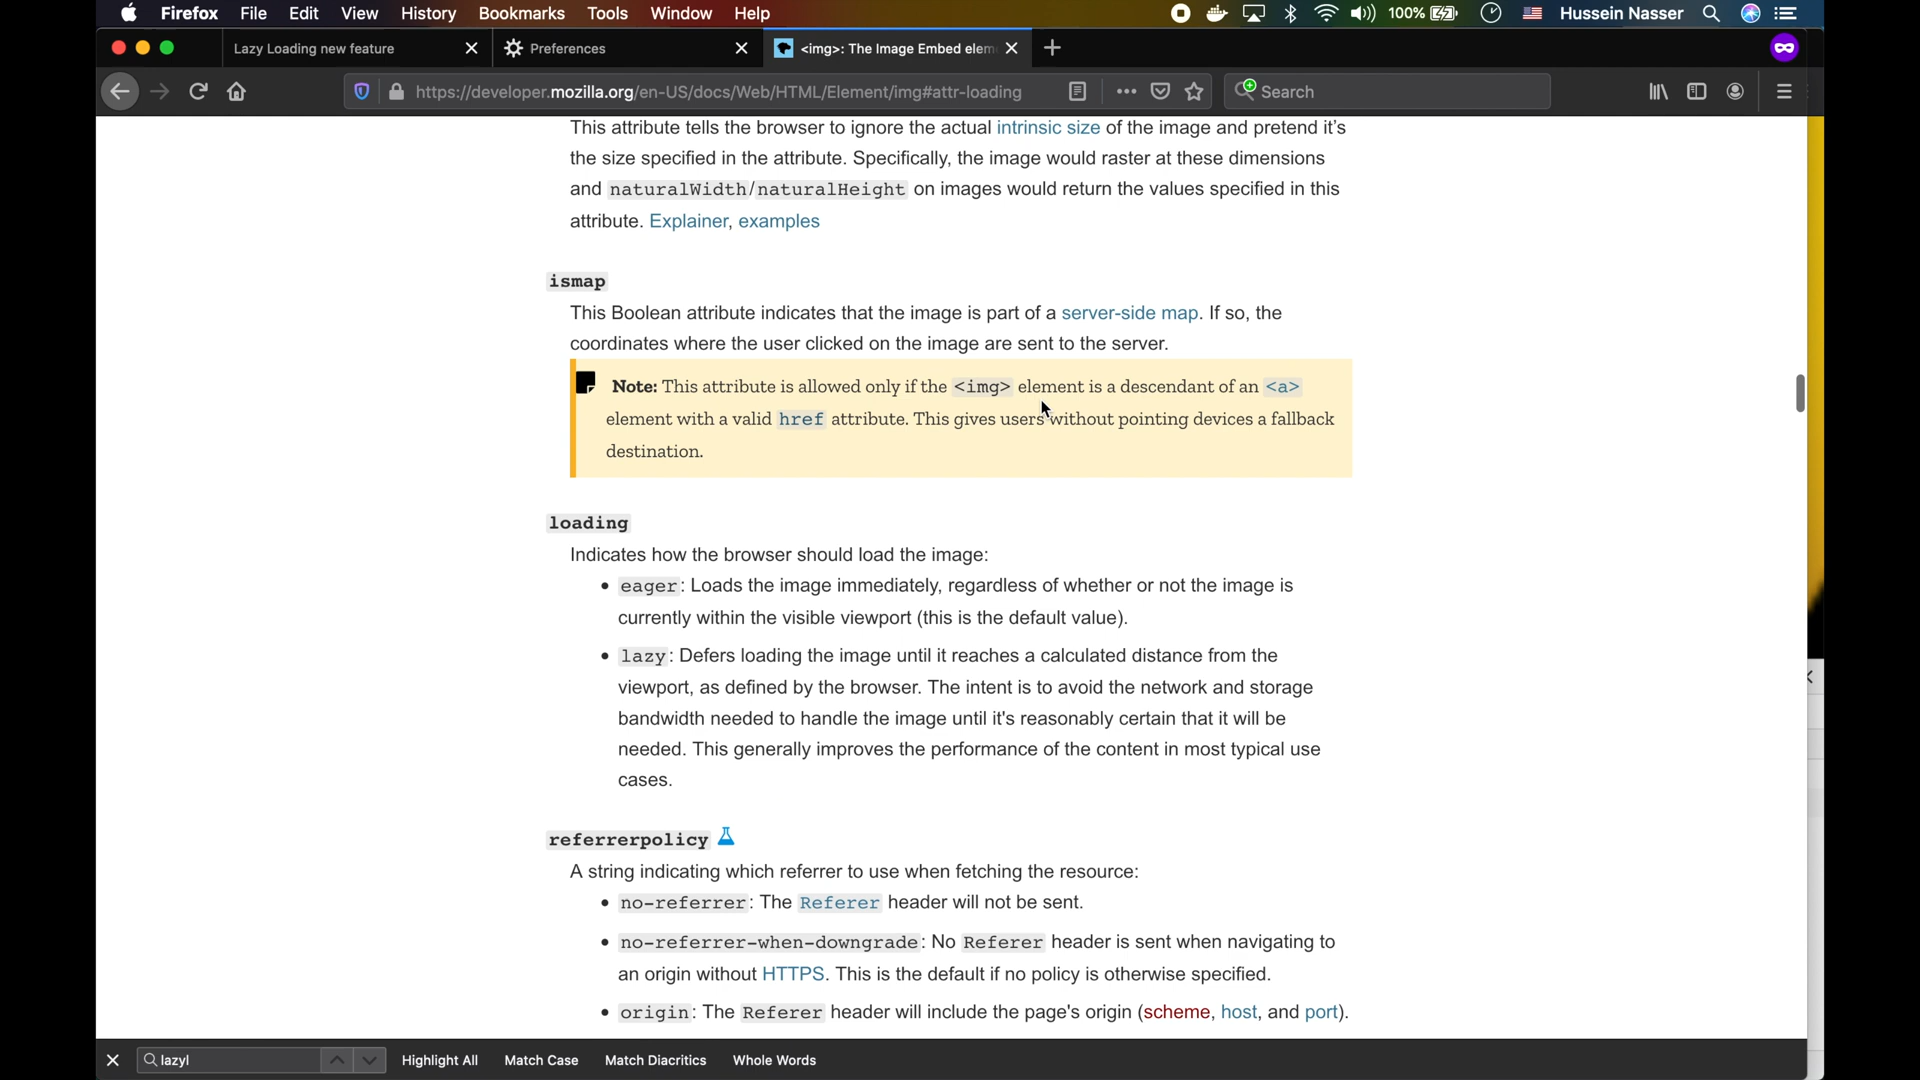 Firefox File Edit View History Bookmarks Tools Window Help 100% Hussein Nasser
Lazy Loading new feature Preferences <img>: The Image Embed elem
https://developer.mozilla.org/en-US/docs/Web/HTML/Element/img#attr-loading Search
This attribute tells the browser to ignore the actual intrinsic size of the image and pretend it's
the size specified in the attribute. Specifically, the image would raster at these dimensions
and naturalWidth/naturalHeight on images would return the values specified in this
attribute. Explainer, examples
ismap
This Boolean attribute indicates that the image is part of a server-side map. If so, the
coordinates where the user clicked on the image are sent to the server.
Note: This attribute is allowed only if the <img> element is a descendant of an <a>
element with a valid href attribute. This gives users without pointing devices a fallback
destination.
loading
Indicates how the browser should load the image:
• eager: Loads the image immediately, regardless of whether or not the image is
currently within the visible viewport (this is the default value).
• lazy: Defers loading the image until it reaches a calculated distance from the
viewport, as defined by the browser. The intent is to avoid the network and storage
bandwidth needed to handle the image until it's reasonably certain that it will be
needed. This generally improves the performance of the content in most typical use
cases.
referrerpolicy
A string indicating which referrer to use when fetching the resource:
• no-referrer: The Referer header will not be sent.
• no-referrer-when-downgrade: No Referer header is sent when navigating to
an origin without HTTPS. This is the default if no policy is otherwise specified.
• origin: The Referer header will include the page's origin (scheme, host, and port).
lazyl Highlight All Match Case Match Diacritics Whole Words